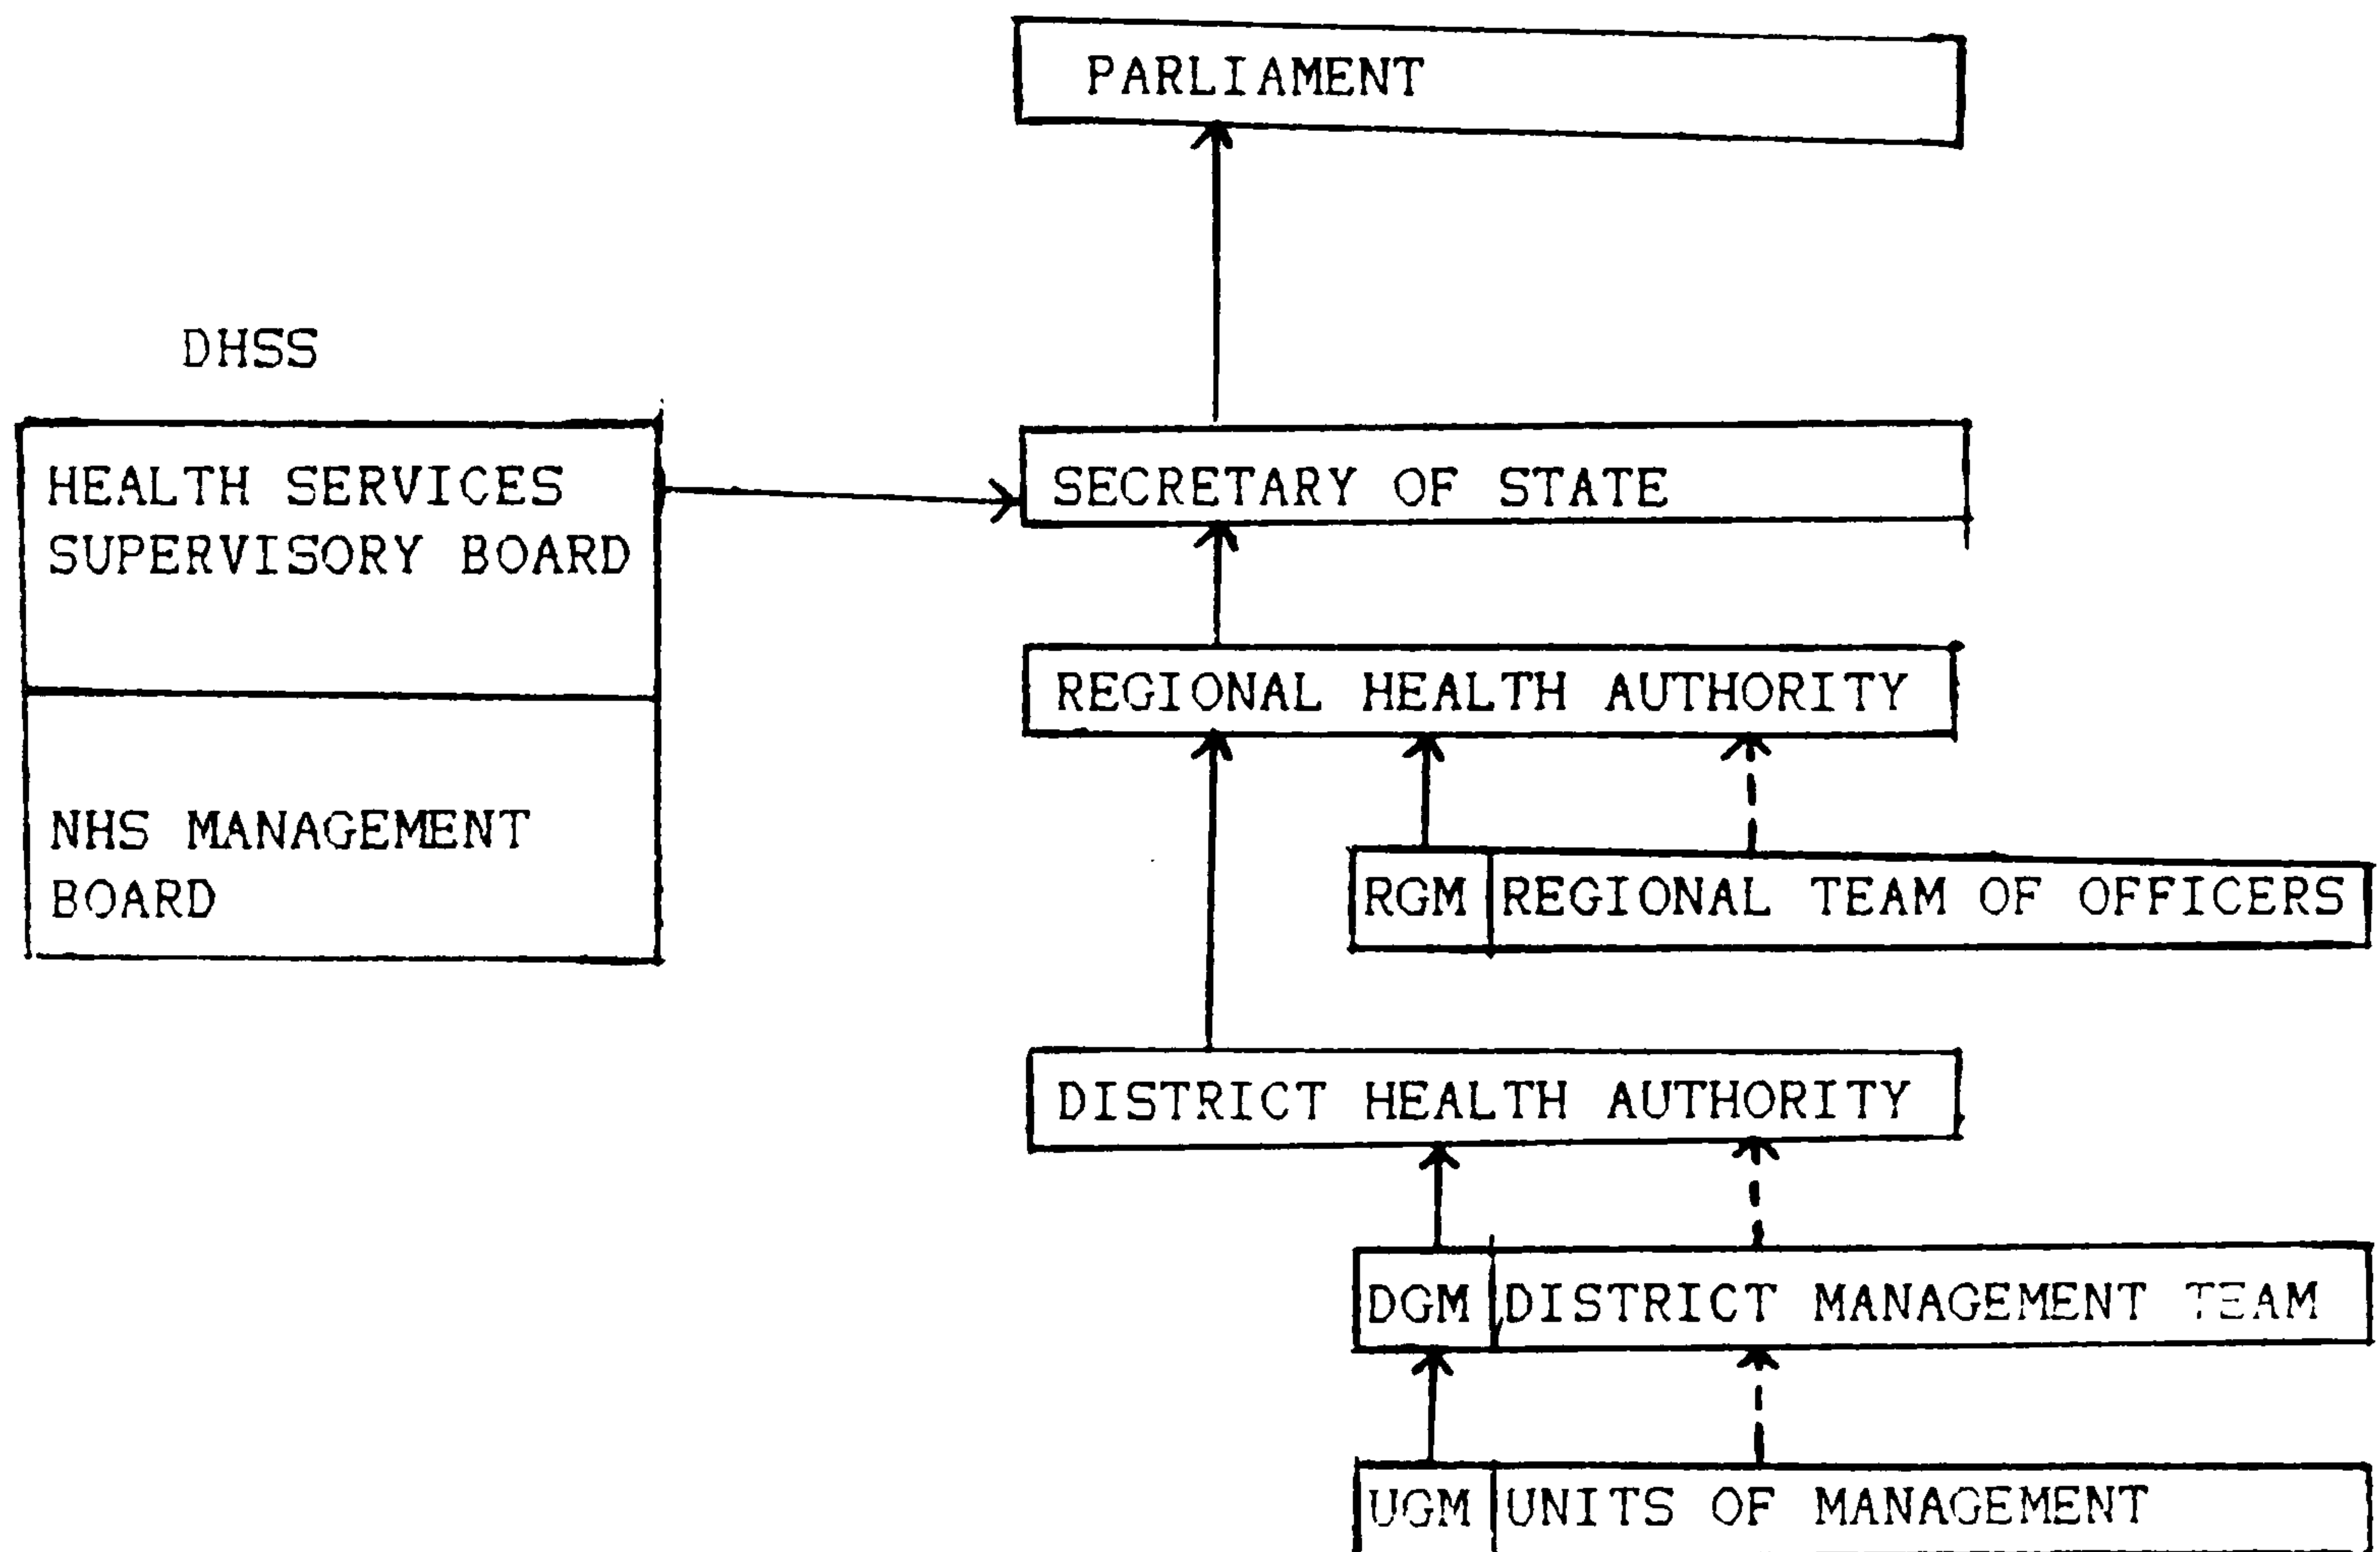 PARLIAMENT
DHSS
HEALTH SERVICES
SUPERVISORY BOARD
SECRETARY OF STATE
REGIONAL HEALTH AUTHORITY
NHS MANAGEMENT
BOARD
RGM REGIONAL TEAM OF OFFICERS
DISTRICT HEALTH AUTHORITY
DGM DISTRICT MANAGEMENT TEAM
UGM UNITS OF MANAGEMENT